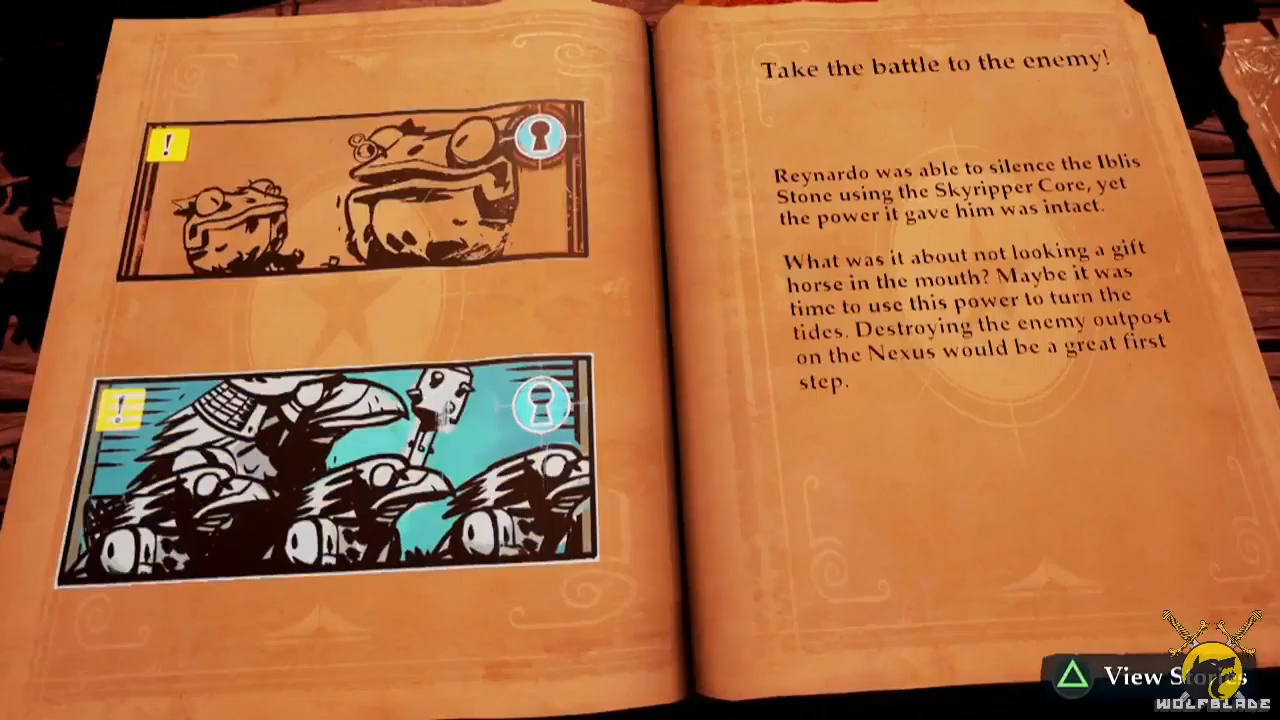 !
!
Take the battle to the enemy!
Reynardo was able to silence the Iblis
Stone using the Skyripper Core, yet
the power it gave him was intact.
What was it about not looking a gift
horse in the mouth? Maybe it was
time to use this power to turn the
tides. Destroying the enemy outpost
on the Nexus would be a great first
step.
View Stories
WOLFBLADE